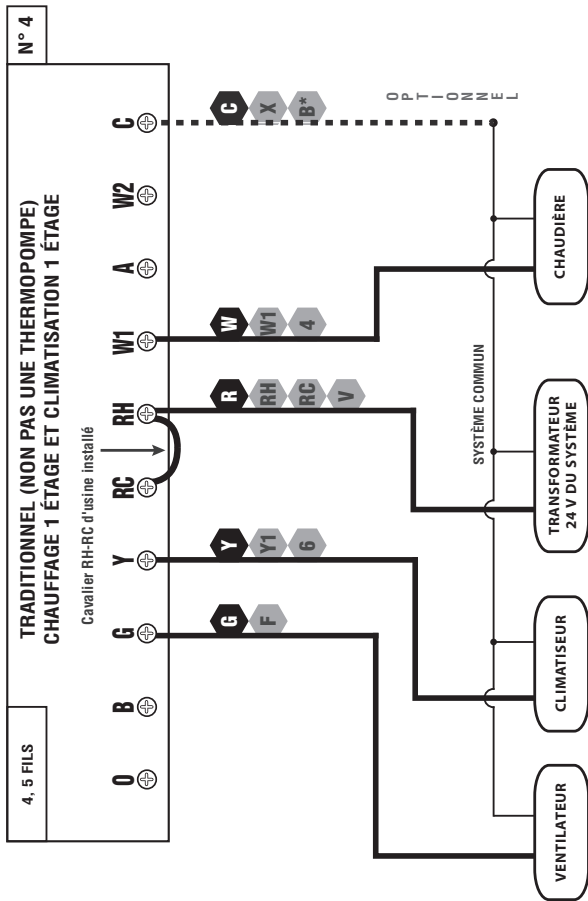 4, 5 FILS
N° 4
TRADITIONNEL (NON PAS UNE THERMOPOMPE)
CHAUFFAGE 1 ÉTAGE ET CLIMATISATION 1 ÉTAGE
Cavalier RH-RC d'usine installé
O B G Y RC RH W1 A W2 C
G Y R W C
F Y1 RH W1 X
6 RC 4 B*
V
OPTIONNEL
SYSTÈME COMMUN
VENTILATEUR
CLIMATISEUR
TRANSFORMATEUR
24 V DU SYSTÈME
CHAUDIÈRE